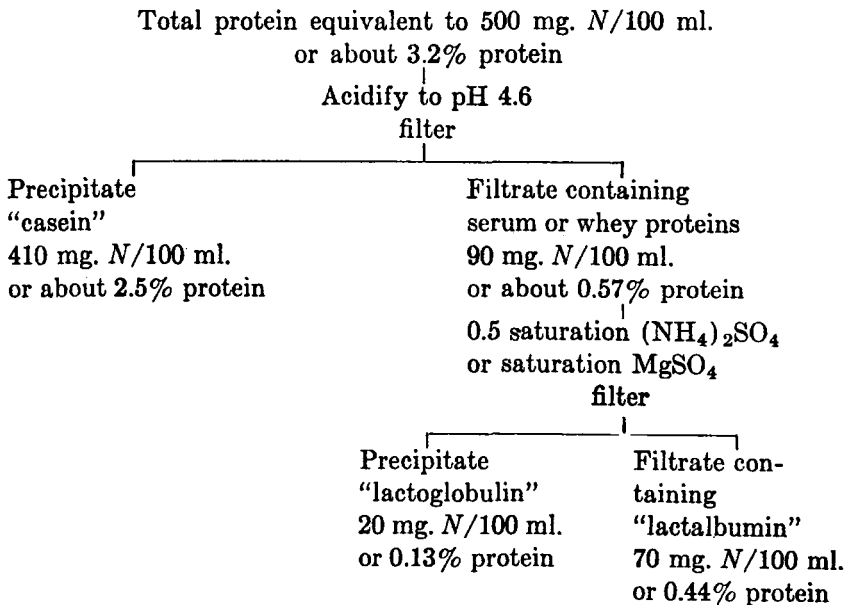 Total protein equivalent to 500 mg. N/100 ml.
or about 3.2% protein
Acidify to pH 4.6
filter
Precipitate
“casein”
410 mg. N/100 ml.
or about 2.5% protein
Filtrate containing
serum or whey proteins
90 mg. N/100 ml.
or about 0.57% protein
0.5 saturation (NH₄)₂SO₄
or saturation MgSO₄
filter
Precipitate
“lactoglobulin”
20 mg. N/100 ml.
or 0.13% protein
Filtrate con-
taining
“lactalbumin”
70 mg. N/100 ml.
or 0.44% protein